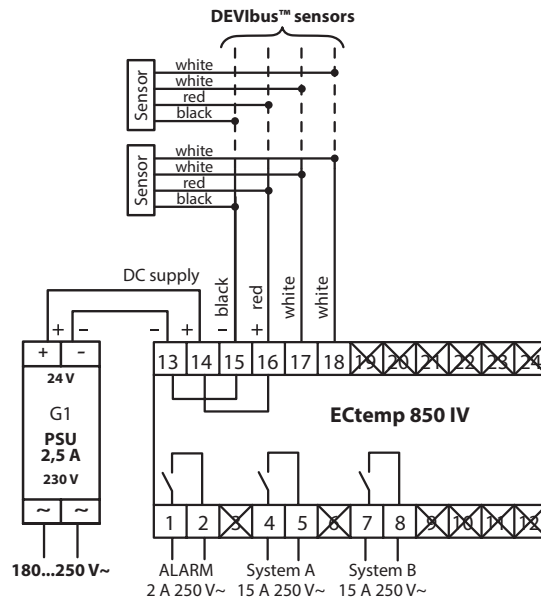 DEVIbus™ sensors
Sensor
white
white
red
black
Sensor
white
white
red
black
DC supply
black
red
white
white
+ − − + − +
+ −
24 V
G1
PSU
2,5 A
230 V
~ ~
180...250 V~
13 14 15 16 17 18 19 20 21 22 23 24
ECtemp 850 IV
1 2 3 4 5 6 7 8 9 10 11 12
ALARM
2 A 250 V~
System A
15 A 250 V~
System B
15 A 250 V~